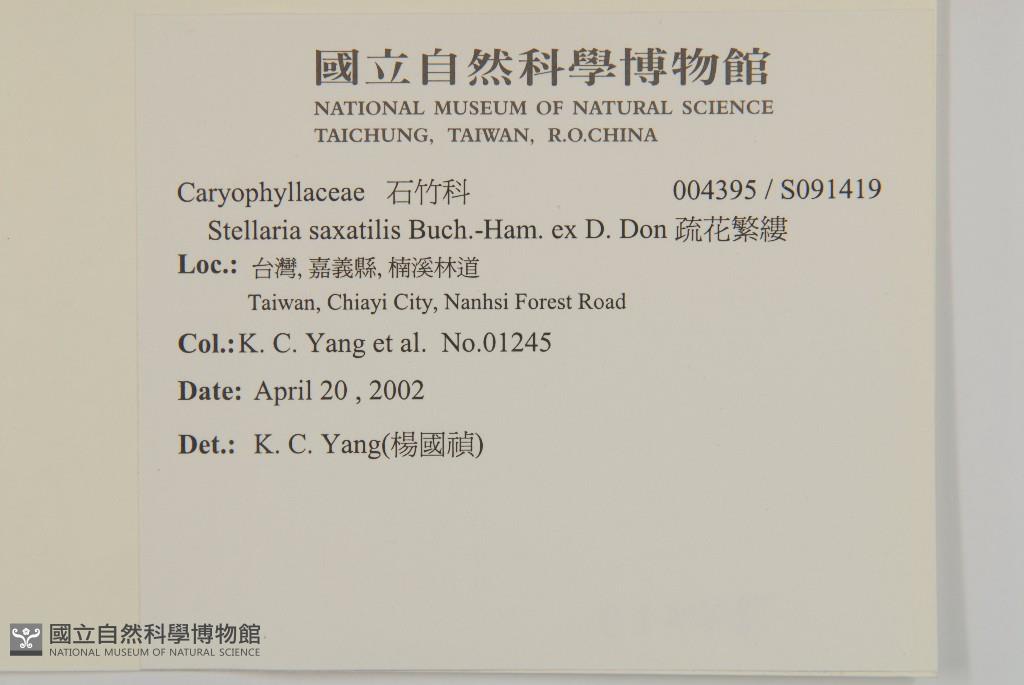 國立自然科學博物館
NATIONAL MUSEUM OF NATURAL SCIENCE
TAICHUNG, TAIWAN, R.O.CHINA
Caryophyllaceae 石竹科 004395 / S091419
Stellaria saxatilis Buch.-Ham. ex D. Don 疏花繁縷
Loc.: 台灣, 嘉義縣, 楠溪林道
Taiwan, Chiayi City, Nanhsi Forest Road
Col.:K. C. Yang et al. No.01245
Date: April 20 , 2002
Det.: K. C. Yang(楊國禎)
國立自然科學博物館
NATIONAL MUSEUM OF NATURAL SCIENCE